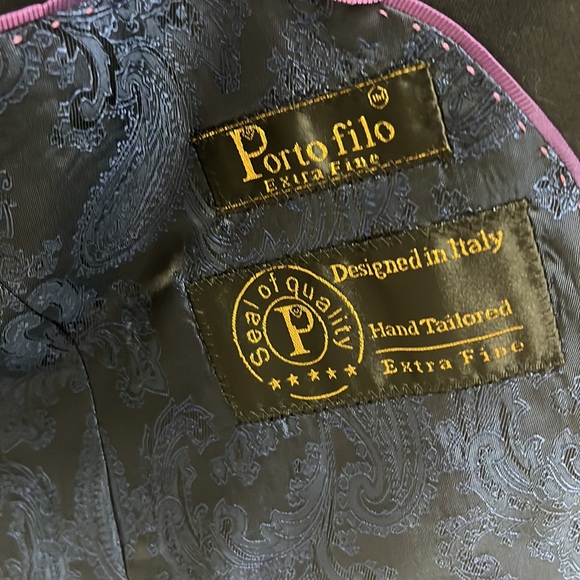 Porto filo
Extra Fine
Designed in Italy
Seal of quality
P
Hand Tailored
Extra Fine